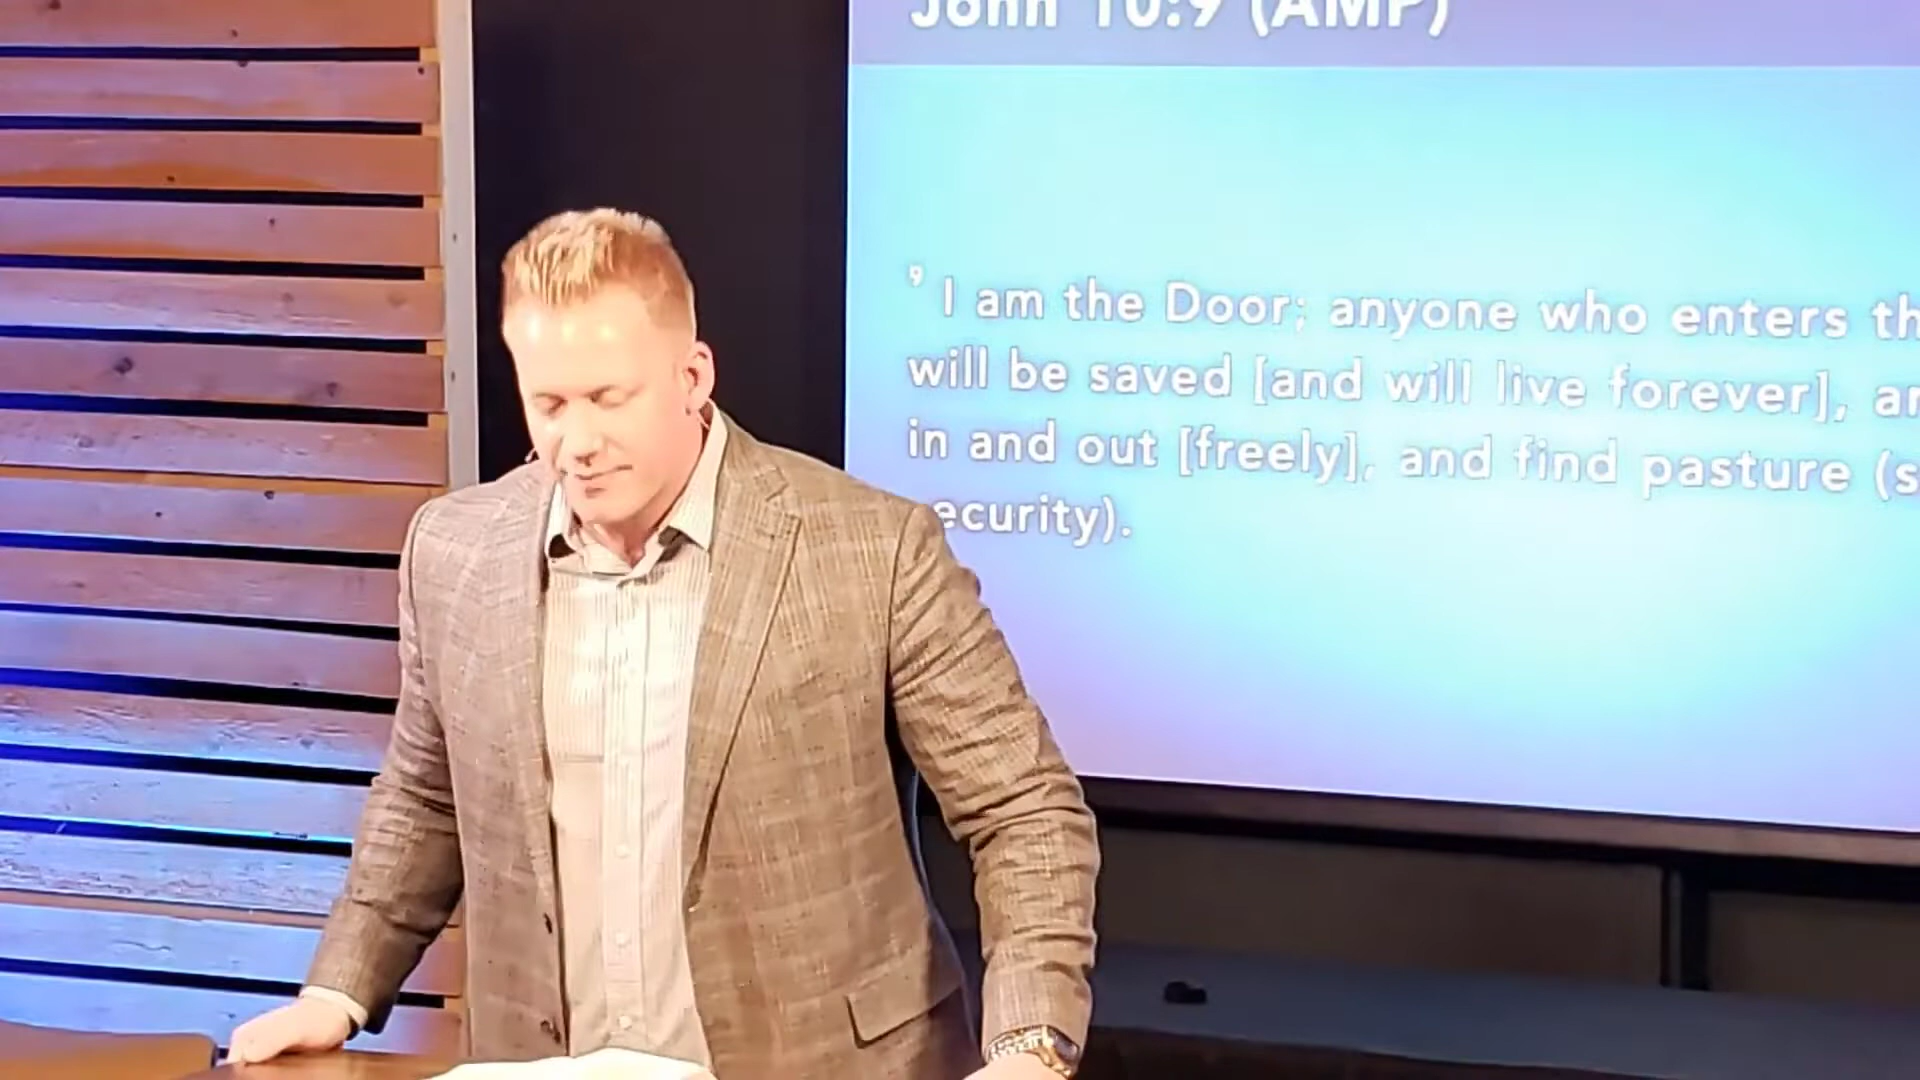 John 10:9 (AMP)
9 I am the Door; anyone who enters th
will be saved [and will live forever], an
in and out [freely], and find pasture (s
ecurity).